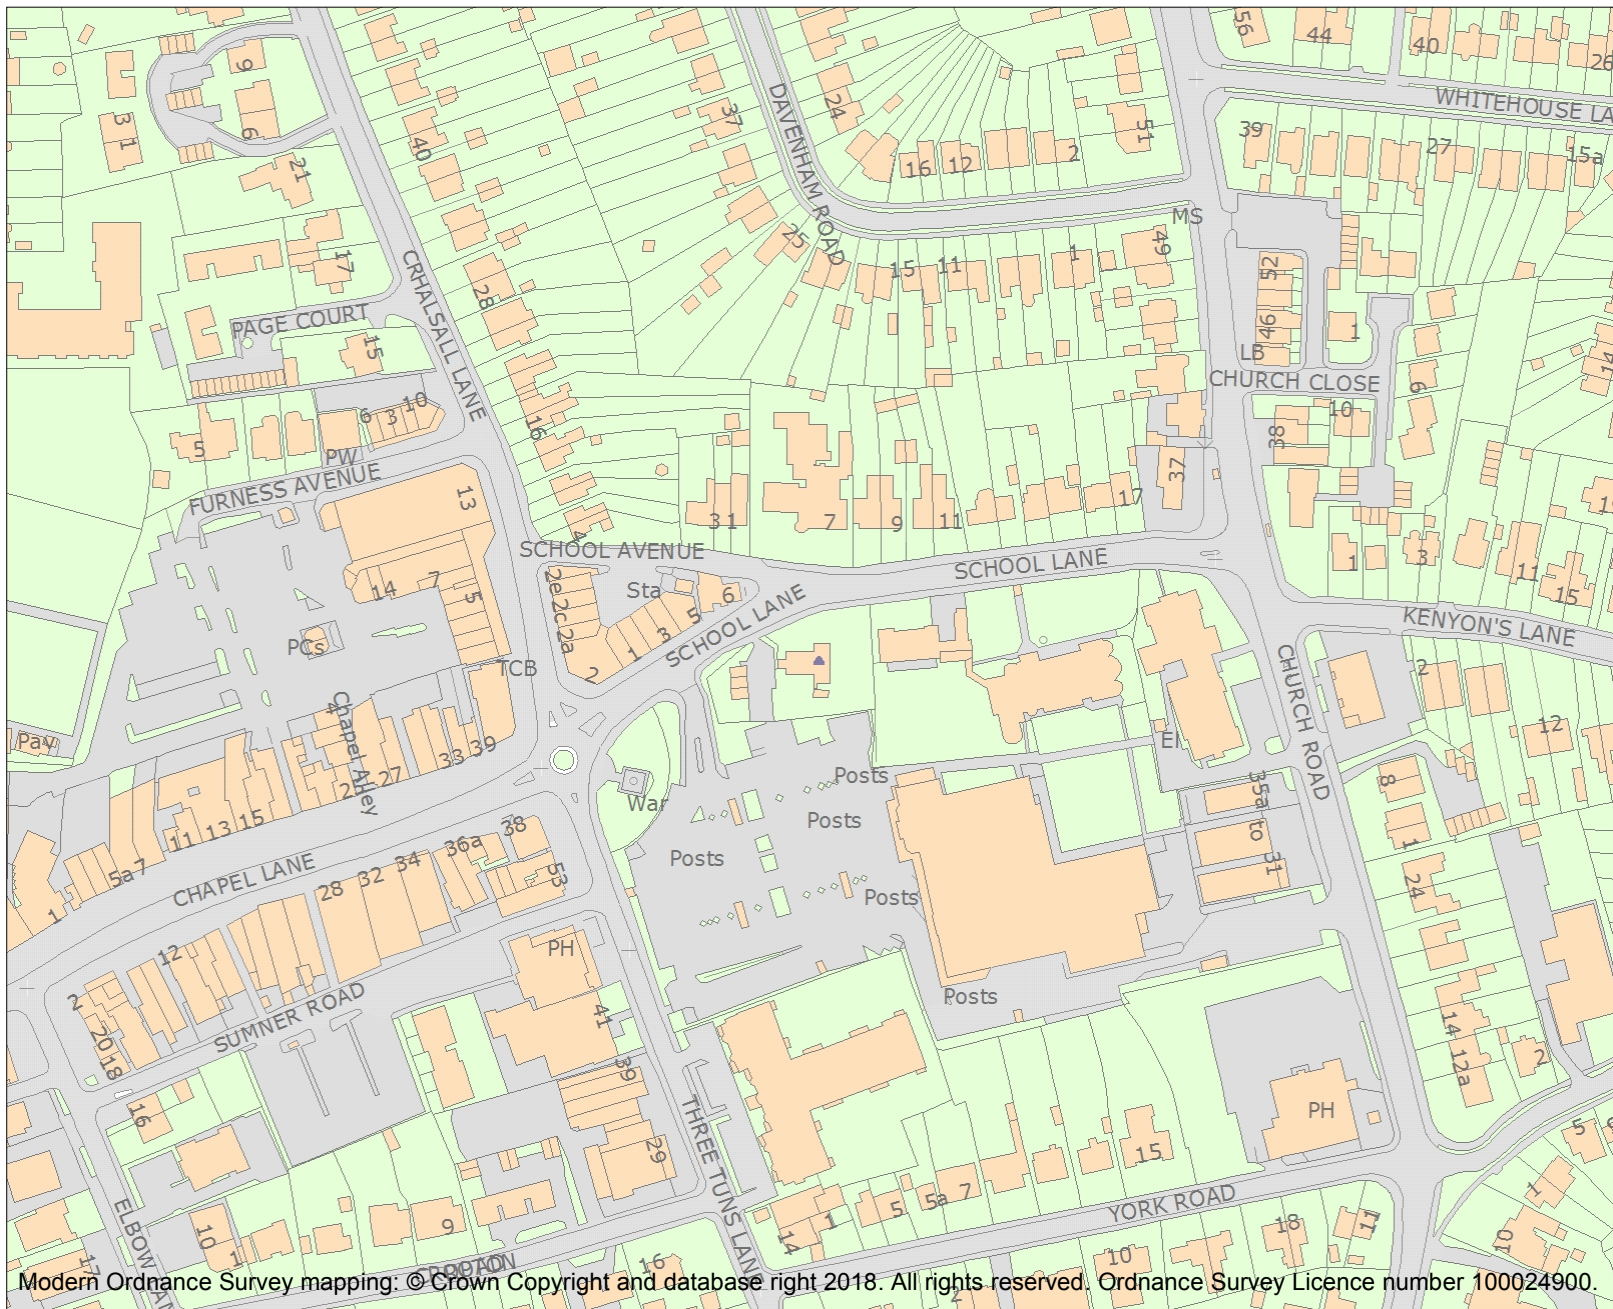 56
44
40
26
9
WHITEHOUSE LA
24
37
DAVENHAM ROAD
3 1
6
40
51
39
27
15a
21
16
12
2
MS
25
49
17
15
11
1
CRHALSALL LANE
28
52
PAGE COURT
46
1
15
LB
14
CHURCH CLOSE
9
6
3
10
10
16
38
5
PW
37
FURNESS AVENUE
13
17
3 1
7
9
11
4
SCHOOL AVENUE
SCHOOL LANE
1
3
11
15
14
7
5
2e2c2a
Sta
6
5
3
1
2
SCHOOL LANE
KENYON'S LANE
PCs
TCB
CHURCH ROAD
2
4
Chapel Alley
Pav
33
39
27
El
12
Posts
War
Posts
8
35a to
31
1
11
13
15
38
36a
Posts
5a
7
34
32
28
53
24
Posts
CHAPEL LANE
1
12
PH
2
SUMNER ROAD
Posts
41
14
20
18
39
12a
2
16
THREE TUNS LANE
PH
5
29
15
ELBOW LAN
10
1
9
5
5a
7
YORK ROAD
1
14
1
18
11
10
17
16
10
2
Modern Ordnance Survey mapping: © Crown Copyright and database right 2018. All rights reserved. Ordnance Survey Licence number 100024900.